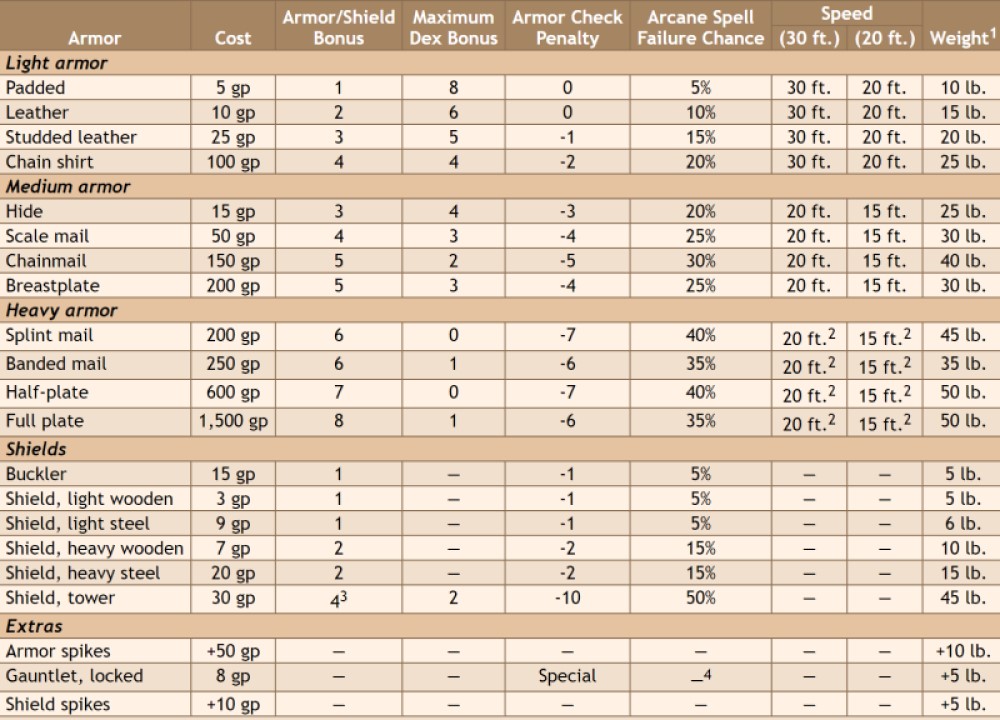 Armor Cost Armor/Shield Bonus Maximum Dex Bonus Armor Check Penalty Arcane Spell Failure Chance Speed (30 ft.) (20 ft.) Weight1
Light armor
Padded 5 gp 1 8 0 5% 30 ft. 20 ft. 10 lb.
Leather 10 gp 2 6 0 10% 30 ft. 20 ft. 15 lb.
Studded leather 25 gp 3 5 -1 15% 30 ft. 20 ft. 20 lb.
Chain shirt 100 gp 4 4 -2 20% 30 ft. 20 ft. 25 lb.
Medium armor
Hide 15 gp 3 4 -3 20% 20 ft. 15 ft. 25 lb.
Scale mail 50 gp 4 3 -4 25% 20 ft. 15 ft. 30 lb.
Chainmail 150 gp 5 2 -5 30% 20 ft. 15 ft. 40 lb.
Breastplate 200 gp 5 3 -4 25% 20 ft. 15 ft. 30 lb.
Heavy armor
Splint mail 200 gp 6 0 -7 40% 20 ft.2 15 ft.2 45 lb.
Banded mail 250 gp 6 1 -6 35% 20 ft.2 15 ft.2 35 lb.
Half-plate 600 gp 7 0 -7 40% 20 ft.2 15 ft.2 50 lb.
Full plate 1,500 gp 8 1 -6 35% 20 ft.2 15 ft.2 50 lb.
Shields
Buckler 15 gp 1 — -1 5% — — 5 lb.
Shield, light wooden 3 gp 1 — -1 5% — — 5 lb.
Shield, light steel 9 gp 1 — -1 5% — — 6 lb.
Shield, heavy wooden 7 gp 2 — -2 15% — — 10 lb.
Shield, heavy steel 20 gp 2 — -2 15% — — 15 lb.
Shield, tower 30 gp 43 2 -10 50% — — 45 lb.
Extras
Armor spikes +50 gp — — — — — — +10 lb.
Gauntlet, locked 8 gp — — Special —4 — — +5 lb.
Shield spikes +10 gp — — — — — — +5 lb.